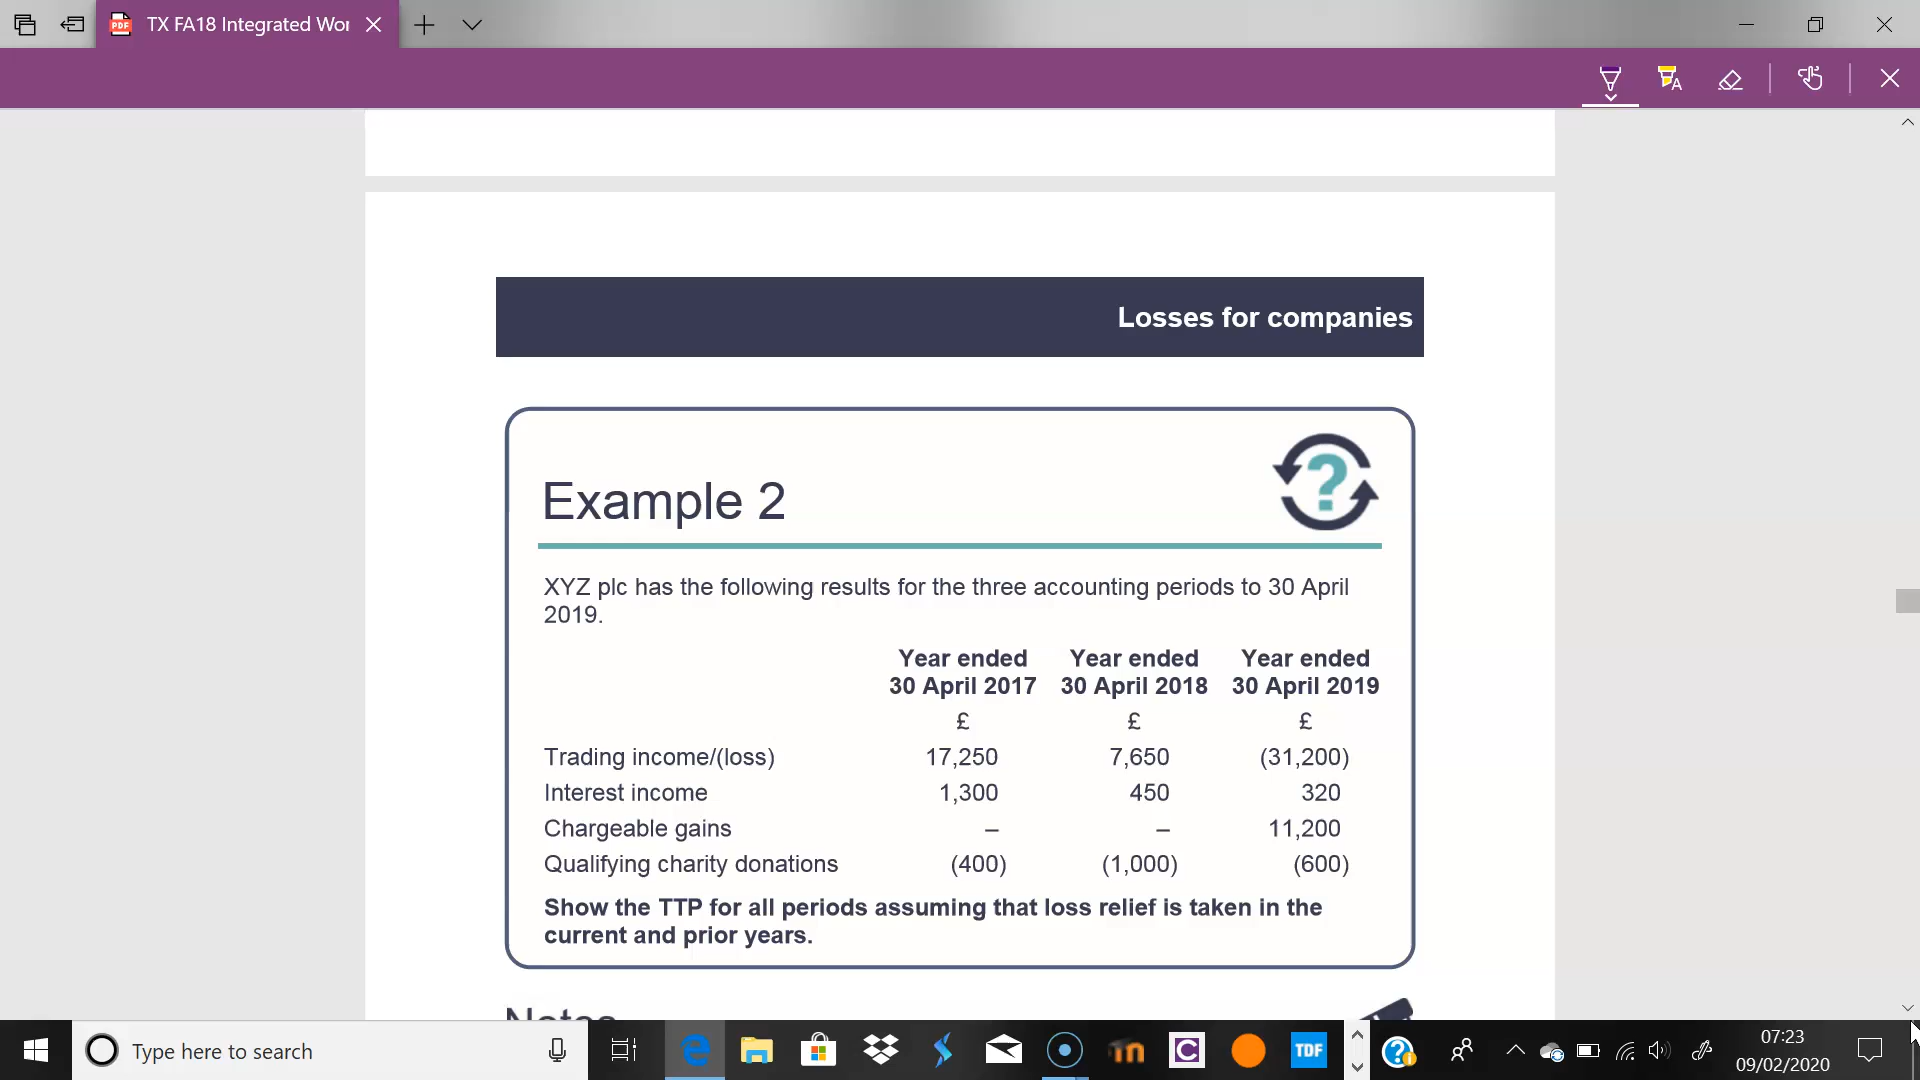 TX FA18 Integrated Wor
Losses for companies
Example 2
XYZ plc has the following results for the three accounting periods to 30 April
2019.
Year ended Year ended Year ended
30 April 2017 30 April 2018 30 April 2019
£ £ £
Trading income/(loss) 17,250 7,650 (31,200)
Interest income 1,300 450 320
Chargeable gains – – 11,200
Qualifying charity donations (400) (1,000) (600)
Show the TTP for all periods assuming that loss relief is taken in the
current and prior years.
Notes
Type here to search
TDF
07:23
09/02/2020